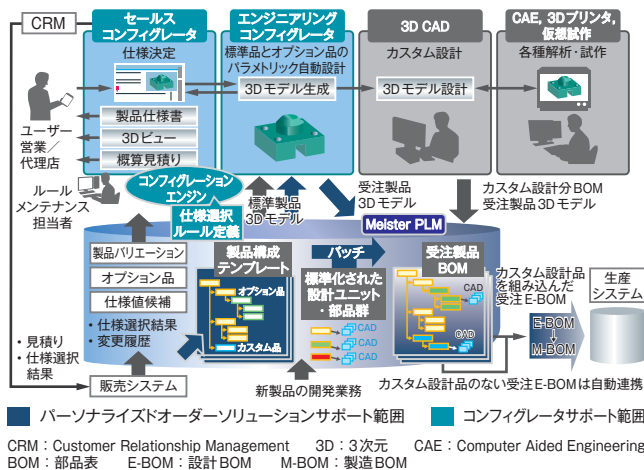 CRM
セールス
コンフィグレータ
仕様決定
製品仕様書
3Dビュー
概算見積り
エンジニアリング
コンフィグレータ
標準品とオプション品の
パラメトリック自動設計
3Dモデル生成
3D CAD
カスタム設計
3Dモデル設計
CAE, 3Dプリンタ,
仮想試作
各種解析・試作
ユーザー
営業／
代理店
ルール
メンテナンス
担当者
コンフィグレーション
エンジン
仕様選択
ルール定義
標準製品
3Dモデル
受注製品
3Dモデル
カスタム設計分BOM
受注製品3Dモデル
Meister PLM
製品バリエーション
オプション品
仕様値候補
・仕様選択結果
・変更履歴
・見積り
・仕様選択
結果
販売システム
製品構成
テンプレート
オプション品
カスタム品
バッチ
標準化された
設計ユニット
・部品群
CAD
CAD
CAD
新製品の開発業務
受注製品
BOM
CAD
CAD
カスタム設計品
を組み込んだ
受注E-BOM
生産
システム
E-BOM
M-BOM
カスタム設計品のない受注E-BOMは自動連携
パーソナライズドオーダーソリューションサポート範囲
コンフィグレータサポート範囲
CRM：Customer Relationship Management 3D：3次元 CAE：Computer Aided Engineering
BOM：部品表 E-BOM：設計BOM M-BOM：製造BOM